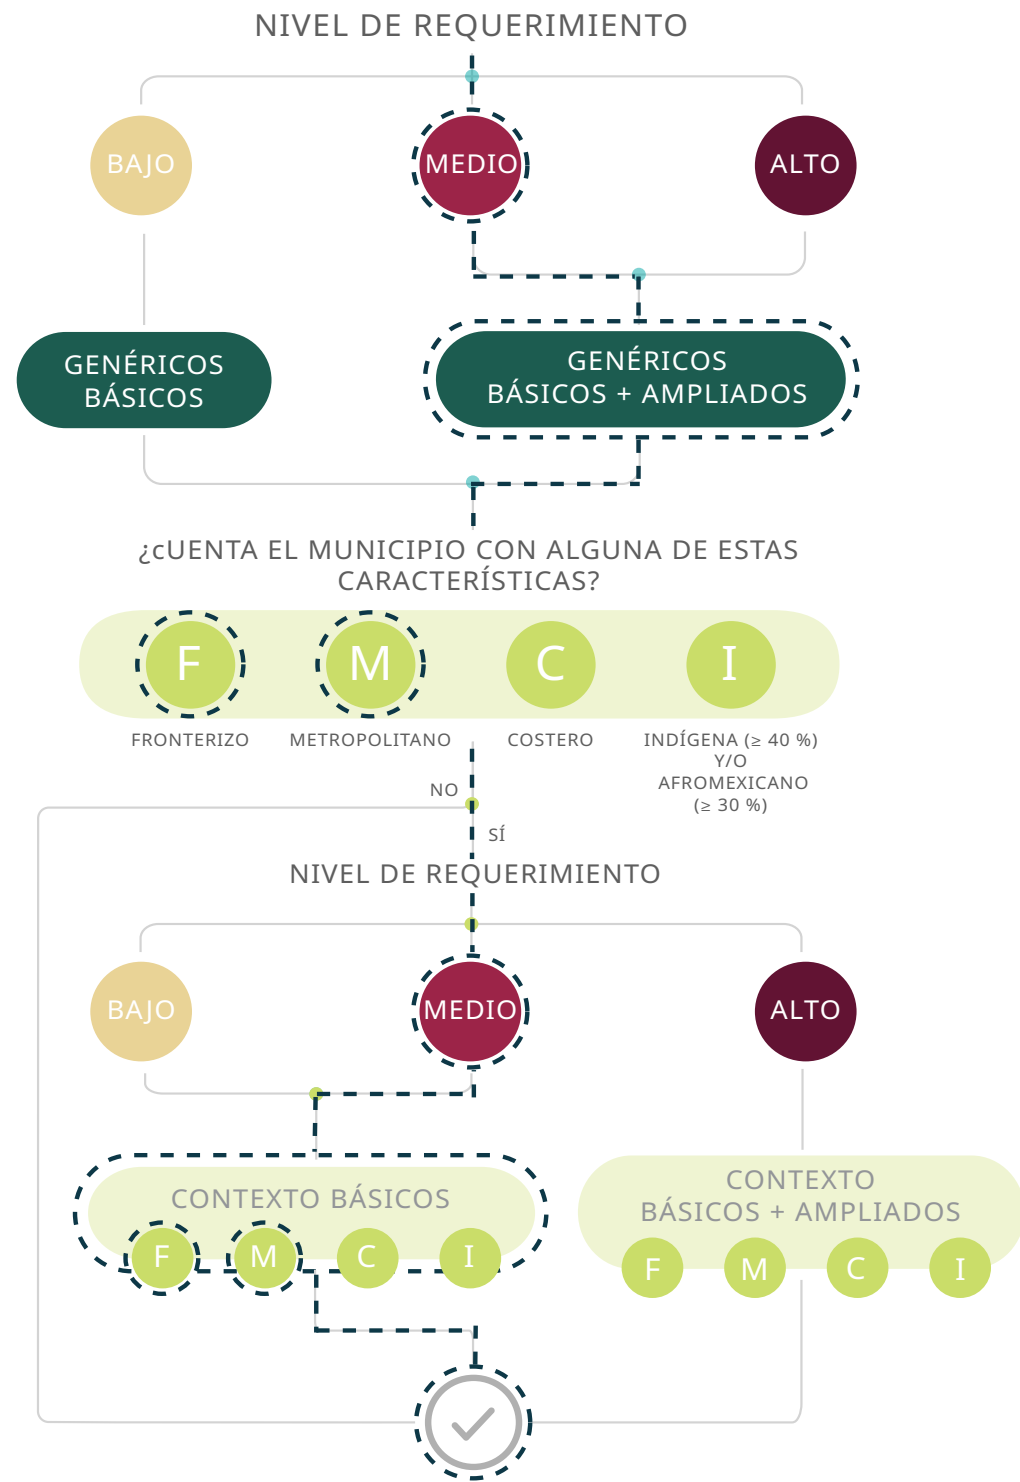 NIVEL DE REQUERIMIENTO
BAJO
MEDIO
ALTO
GENÉRICOS
BÁSICOS
GENÉRICOS
BÁSICOS + AMPLIADOS
¿cUENTA EL MUNICIPIO CON ALGUNA DE ESTAS
CARACTERÍSTICAS?
F
M
C
I
FRONTERIZO
METROPOLITANO
COSTERO
INDÍGENA (≥ 40 %)
Y/O
AFROMEXICANO
(≥ 30 %)
NO
SÍ
NIVEL DE REQUERIMIENTO
BAJO
MEDIO
ALTO
CONTEXTO BÁSICOS
F
M
C
I
CONTEXTO
BÁSICOS + AMPLIADOS
F
M
C
I